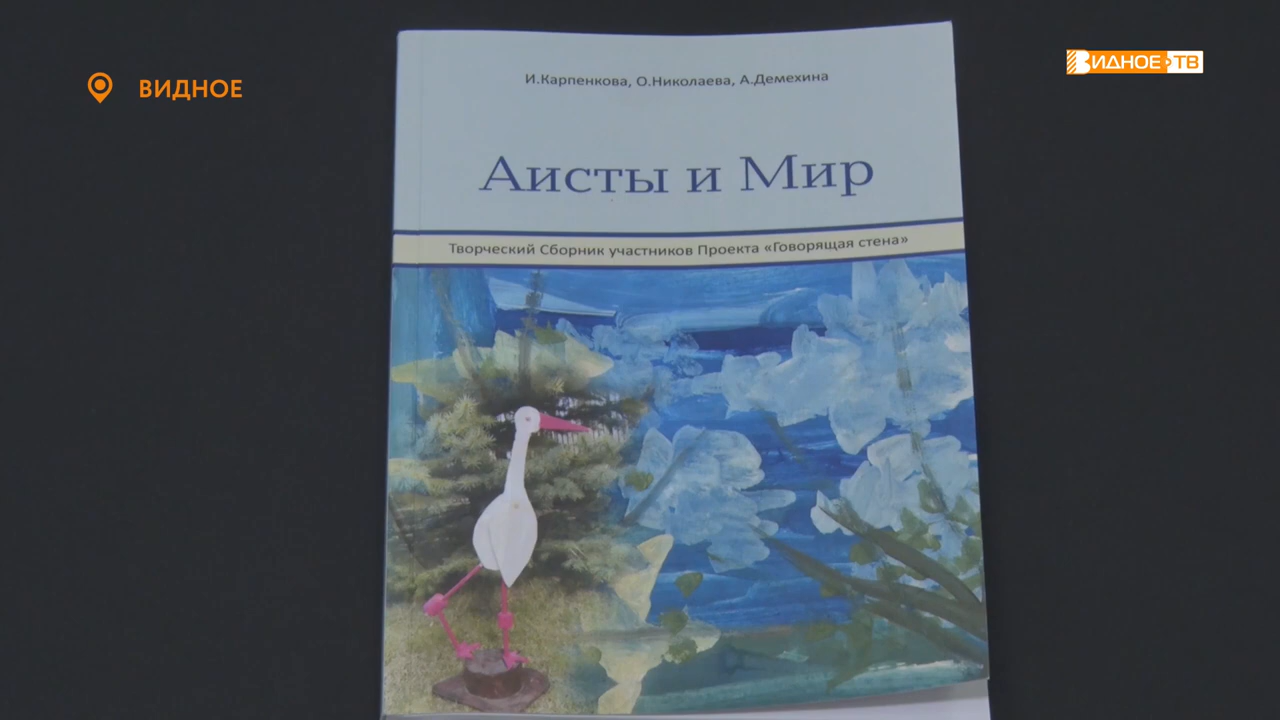 ВИДНОЕ
ВИДНОЕ ТВ
И.Карпенкова, О.Николаева, А.Демехина
Аисты и Мир
Творческий Сборник участников Проекта «Говорящая стена»